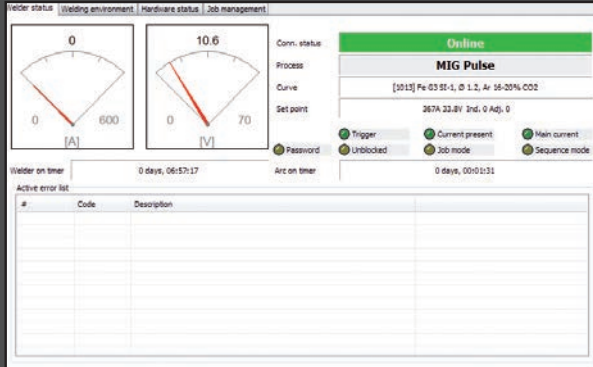 Welder status Welding environment Hardware status Job management
0
0 600
[A]
10.6
0 70
[V]
Conn. status Online
Process MIG Pulse
Curve [1013] Fe G3 SI-1, Ø 1.2, Ar 16-20% CO2
Set point 367A 33.8V Ind. 0 Adj. 0
Trigger Current present Main current
Password Unblocked Job mode Sequence mode
Welder on timer 0 days, 06:57:17 Arc on timer 0 days, 00:01:31
Active error list
# Code Description